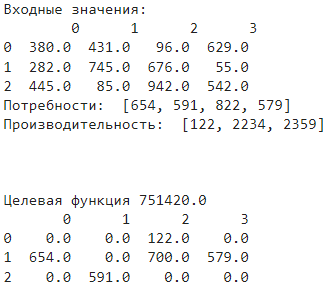 Входные значения:
0 1 2 3
0 380.0 431.0 96.0 629.0
1 282.0 745.0 676.0 55.0
2 445.0 85.0 942.0 542.0
Потребности: [654, 591, 822, 579]
Производительность: [122, 2234, 2359]
Целевая функция 751420.0
0 1 2 3
0 0.0 0.0 122.0 0.0
1 654.0 0.0 700.0 579.0
2 0.0 591.0 0.0 0.0